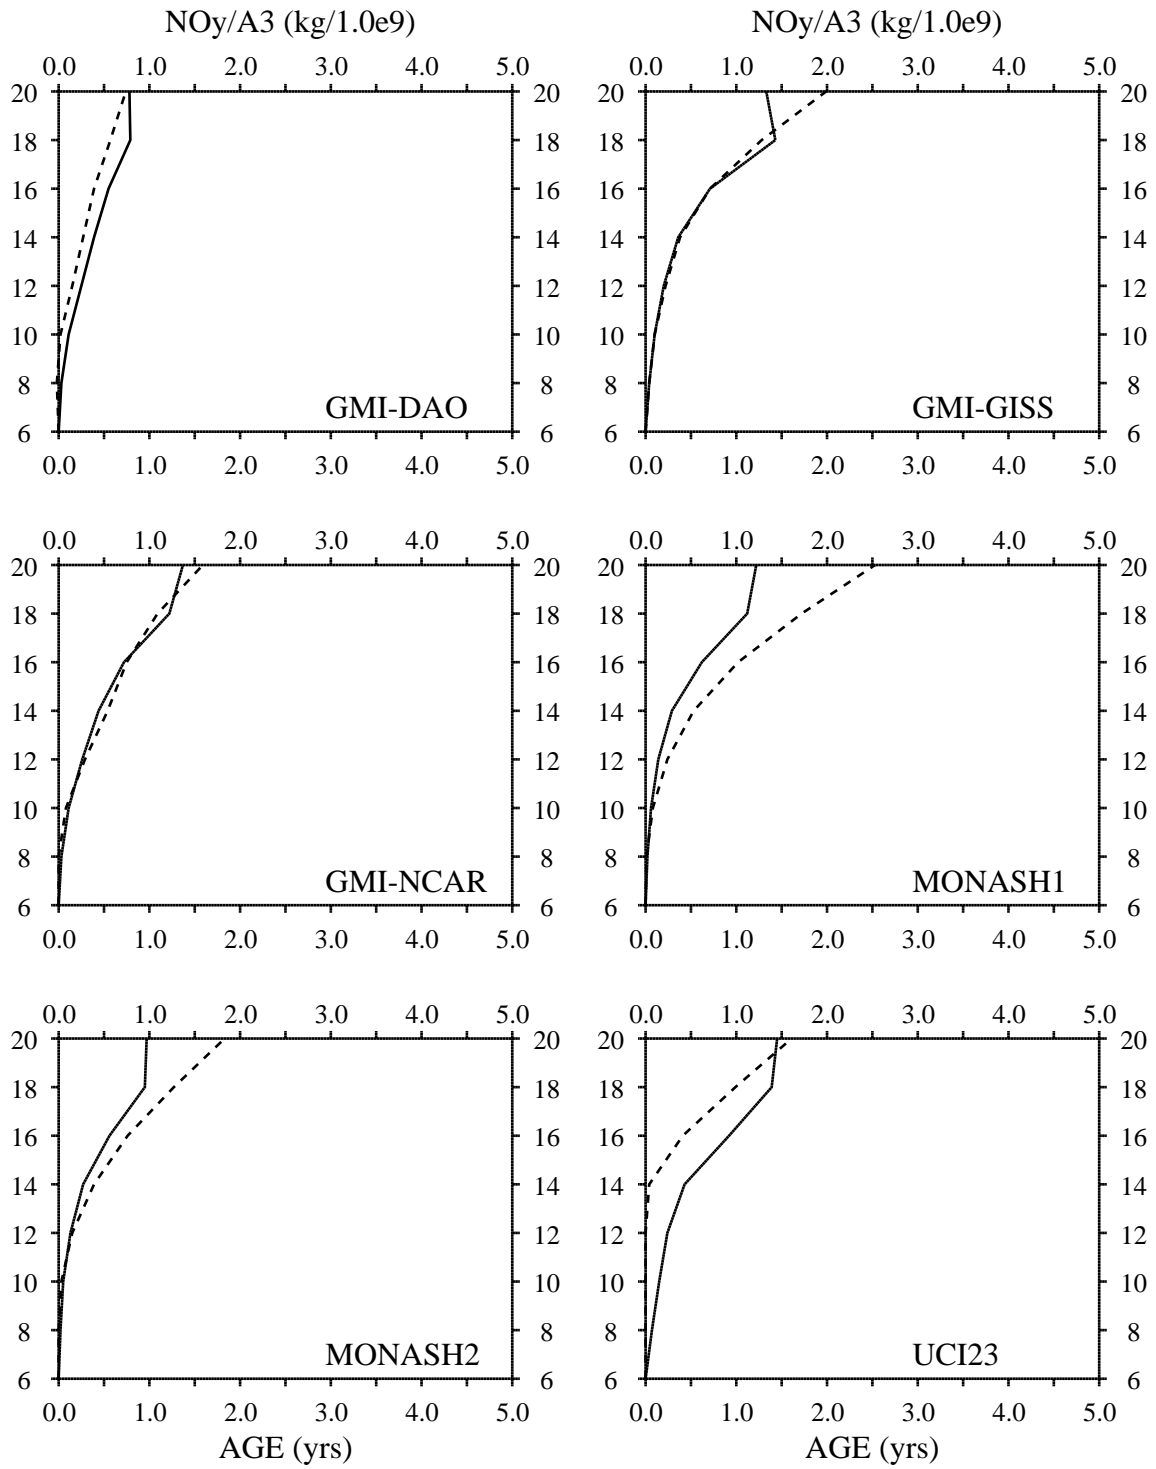 NOy/A3 (kg/1.0e9) NOy/A3 (kg/1.0e9)
0.0 1.0 2.0 3.0 4.0 5.0 0.0 1.0 2.0 3.0 4.0 5.0
20 20 20 20
18 18 18 18
16 16 16 16
14 14 14 14
12 12 12 12
10 10 10 10
8 8 8 8
GMI-DAO GMI-GISS
6 6 6 6
0.0 1.0 2.0 3.0 4.0 5.0 0.0 1.0 2.0 3.0 4.0 5.0
0.0 1.0 2.0 3.0 4.0 5.0 0.0 1.0 2.0 3.0 4.0 5.0
20 20 20 20
18 18 18 18
16 16 16 16
14 14 14 14
12 12 12 12
10 10 10 10
8 8 8 8
GMI-NCAR MONASH1
6 6 6 6
0.0 1.0 2.0 3.0 4.0 5.0 0.0 1.0 2.0 3.0 4.0 5.0
0.0 1.0 2.0 3.0 4.0 5.0 0.0 1.0 2.0 3.0 4.0 5.0
20 20 20 20
18 18 18 18
16 16 16 16
14 14 14 14
12 12 12 12
10 10 10 10
8 8 8 8
MONASH2 UCI23
6 6 6 6
0.0 1.0 2.0 3.0 4.0 5.0 0.0 1.0 2.0 3.0 4.0 5.0
AGE (yrs) AGE (yrs)